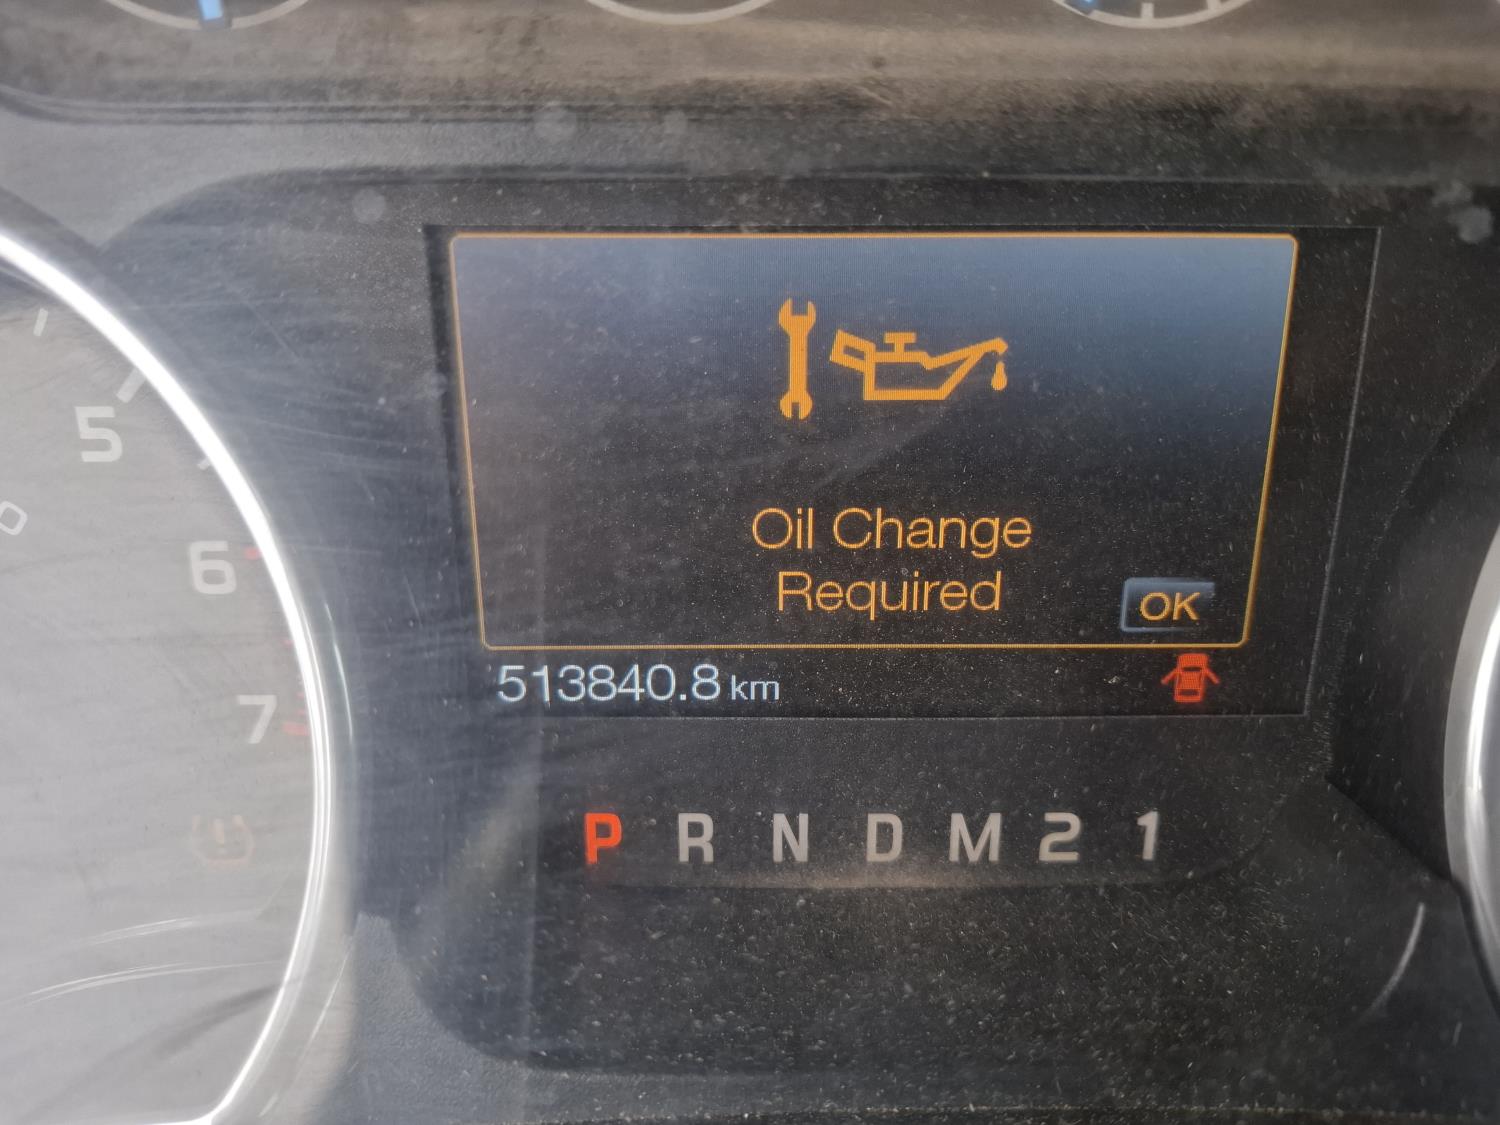 5
6
7
Oil Change
Required
OK
513840.8 km
P R N D M 2 1